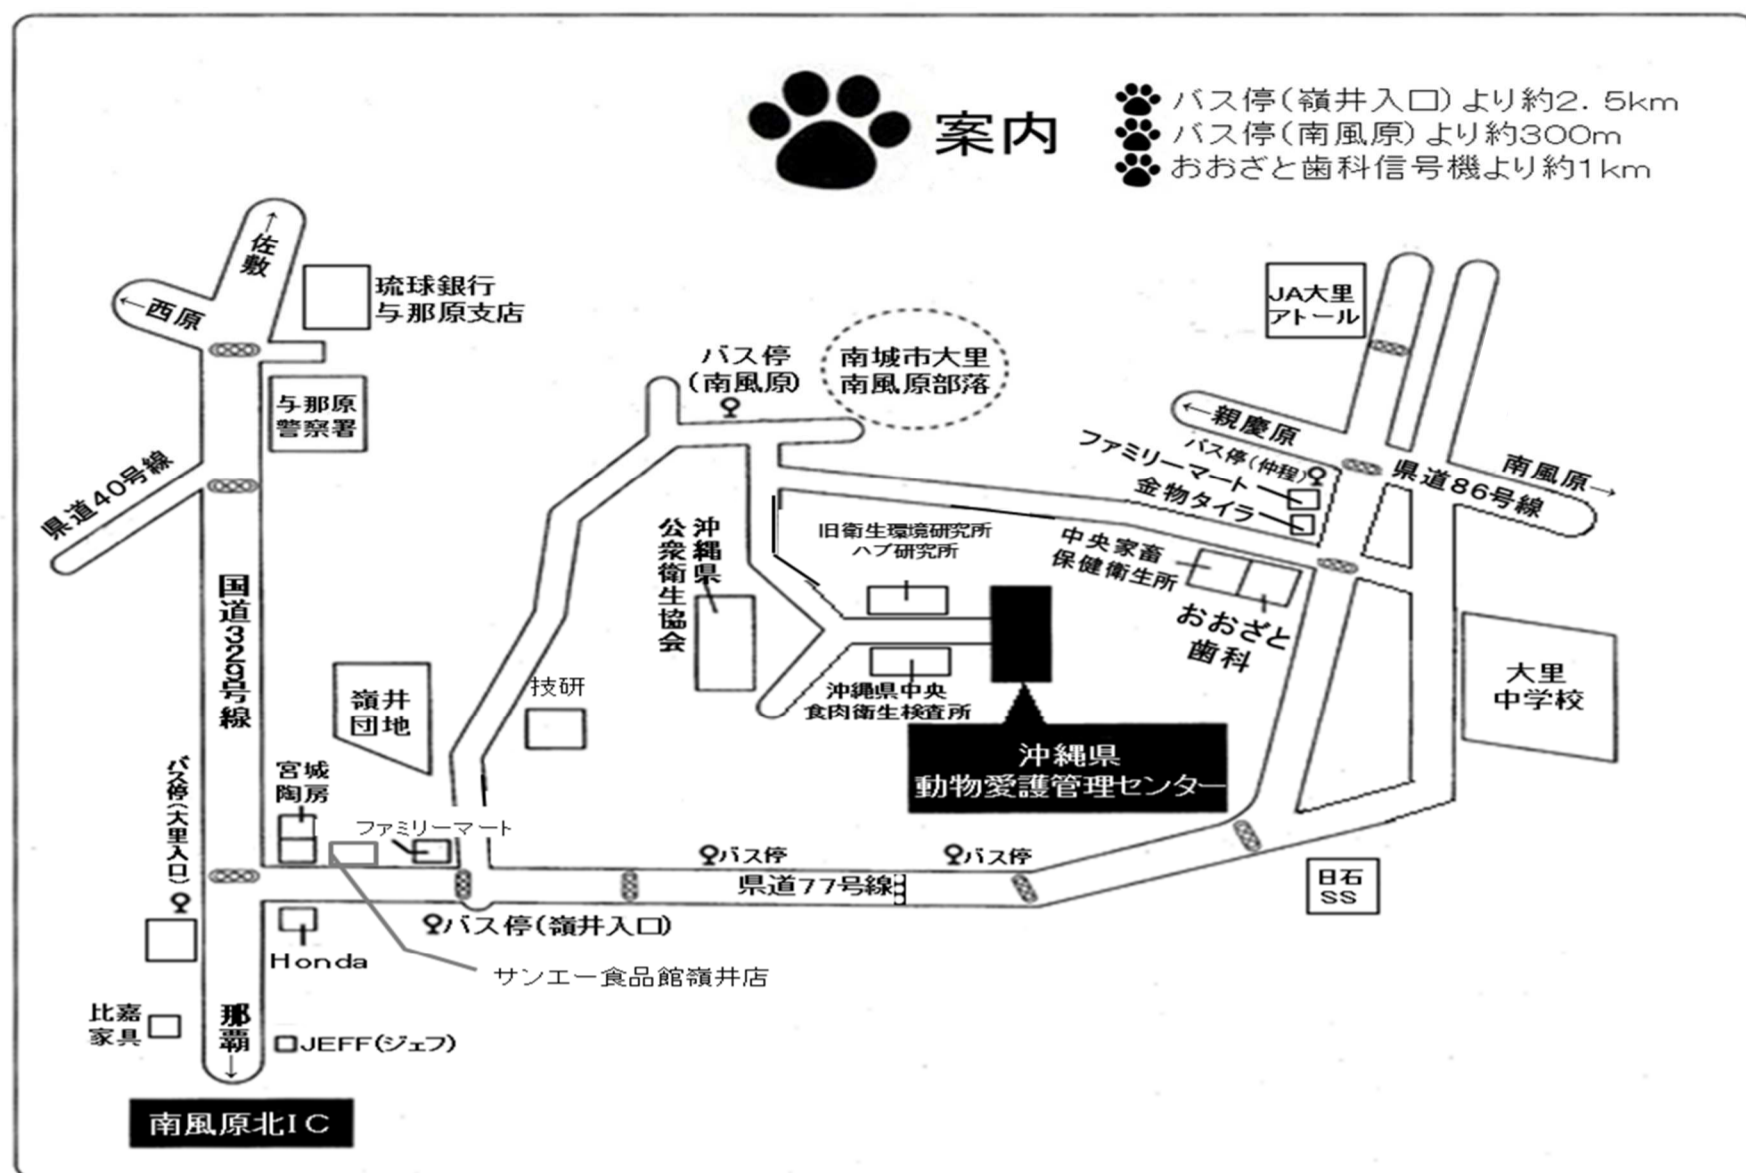 案内
バス停(嶺井入口)より約2.5km
バス停(南風原)より約300m
おおざと歯科信号機より約1km
←佐敷
←西原
琉球銀行
与那原支店
与那原
警察署
県道40号線
国道329号線
バス停
(南風原)
南城市大里
南風原部落
JA大里
アトール
←親慶原
バス停(仲程)
ファミリーマート
金物タイラ
県道86号線
南風原→
沖縄県
公衆衛生協会
旧衛生環境研究所
ハブ研究所
中央家畜
保健衛生所
おおざと
歯科
大里
中学校
沖縄県中央
食肉衛生検査所
沖縄県
動物愛護管理センター
技研
嶺井
団地
宮城
陶房
ファミリーマート
バス停(大里入口)
バス停
バス停
県道77号線
日石
SS
バス停(嶺井入口)
Honda
サンエー食品館嶺井店
比嘉
家具
那覇→
JEFF(ジェフ)
南風原北IC